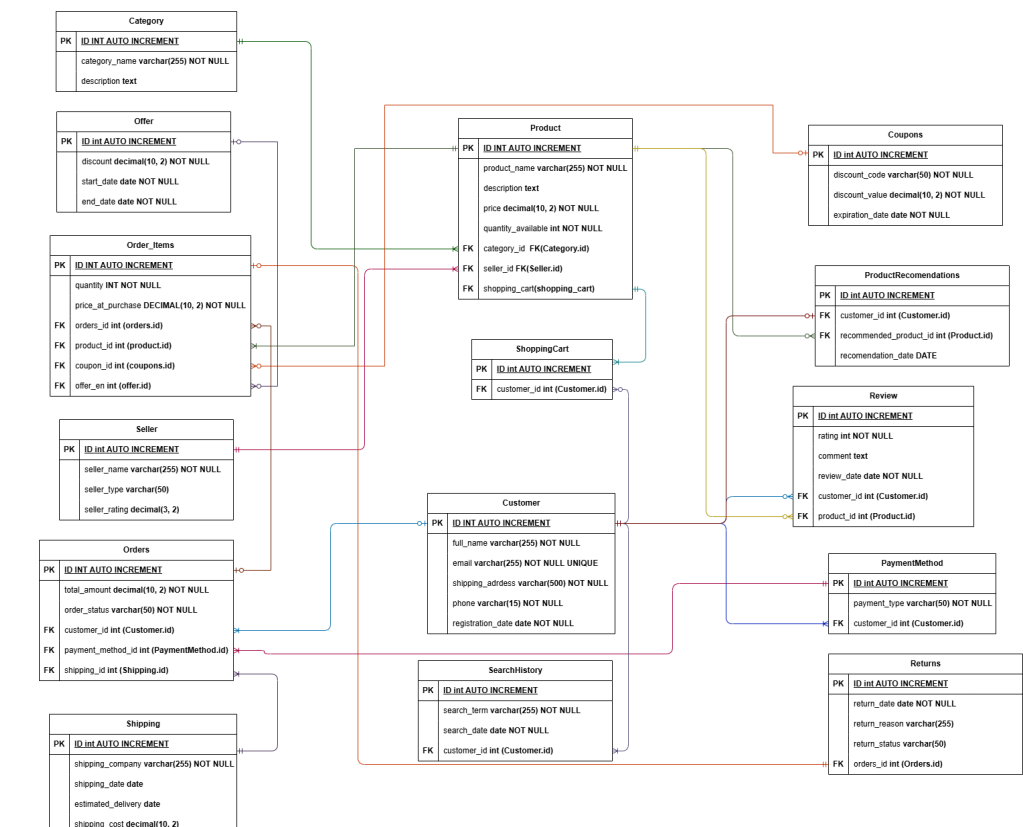 Category
PK ID INT AUTO INCREMENT
category_name varchar(255) NOT NULL
description text
Offer
PK ID int AUTO INCREMENT
discount decimal(10, 2) NOT NULL
start_date date NOT NULL
end_date date NOT NULL
Order_Items
PK ID INT AUTO INCREMENT
quantity INT NOT NULL
price_at_purchase DECIMAL(10, 2) NOT NULL
FK orders_id int (orders.id)
FK product_id int (product.id)
FK coupon_id int (coupons.id)
FK offer_en int (offer.id)
Seller
PK ID int AUTO INCREMENT
seller_name varchar(255) NOT NULL
seller_type varchar(50)
seller_rating decimal(3, 2)
Orders
PK ID INT AUTO INCREMENT
total_amount decimal(10, 2) NOT NULL
order_status varchar(50) NOT NULL
FK customer_id int (Customer.id)
FK payment_method_id int (PaymentMethod.id)
FK shipping_id int (Shipping.id)
Shipping
PK ID int AUTO INCREMENT
shipping_company varchar(255) NOT NULL
shipping_date date
estimated_delivery date
shipping_cost decimal(10, 2)
Product
PK ID INT AUTO INCREMENT
product_name varchar(255) NOT NULL
description text
price decimal(10, 2) NOT NULL
quantity_available int NOT NULL
FK category_id FK(Category.id)
FK seller_id FK(Seller.id)
FK shopping_cart(shopping_cart)
ShoppingCart
PK ID int AUTO INCREMENT
FK customer_id int (Customer.id)
Customer
PK ID INT AUTO INCREMENT
full_name varchar(255) NOT NULL
email varchar(255) NOT NULL UNIQUE
shipping_adrdess varchar(500) NOT NULL
phone varchar(15) NOT NULL
registration_date date NOT NULL
SearchHistory
PK ID int AUTO INCREMENT
search_term varchar(255) NOT NULL
search_date date NOT NULL
FK customer_id int (Customer.id)
Coupons
PK ID int AUTO INCREMENT
discount_code varchar(50) NOT NULL
discount_value decimal(10, 2) NOT NULL
expiration_date date NOT NULL
ProductRecomendations
PK ID int AUTO INCREMENT
FK customer_id int (Customer.id)
FK recommended_product_id int (Product.id)
recomendation_date DATE
Review
PK ID int AUTO INCREMENT
rating int NOT NULL
comment text
review_date date NOT NULL
FK customer_id int (Customer.id)
FK product_id int (Product.id)
PaymentMethod
PK ID int AUTO INCREMENT
payment_type varchar(50) NOT NULL
FK customer_id int (Customer.id)
Returns
PK ID int AUTO INCREMENT
return_date date NOT NULL
return_reason varchar(255)
return_status varchar(50)
FK orders_id int (Orders.id)